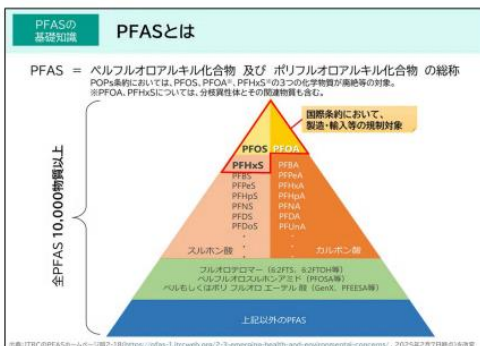 PFASの
基礎知識
PFASとは
PFAS = ペルフルオロアルキル化合物 及び ポリフルオロアルキル化合物 の総称
POPs条約においては、PFOS、PFOA※、PFHxS※の3つの化学物質が廃絶等の対象。
※PFOA、PFHxSについては、分枝異性体とその関連物質も含む。
国際条約において、
製造・輸入等の規制対象
全PFAS 10,000物質以上
PFOS PFOA
PFHxS PFBA
PFBS PFPeA
PFPeS PFHxA
PFHpS PFHpA
PFNS PFNA
PFDS PFDA
PFDoS PFUnA
スルホン酸 カルボン酸
フルオロテロマー(6:2FTS、6:2FTOH等)
ペルフルオロスルホンアミド(PFOSA等)
ペルもしくはポリ フルオロ エーテル 酸(GenX、PFEESA等)
上記以外のPFAS